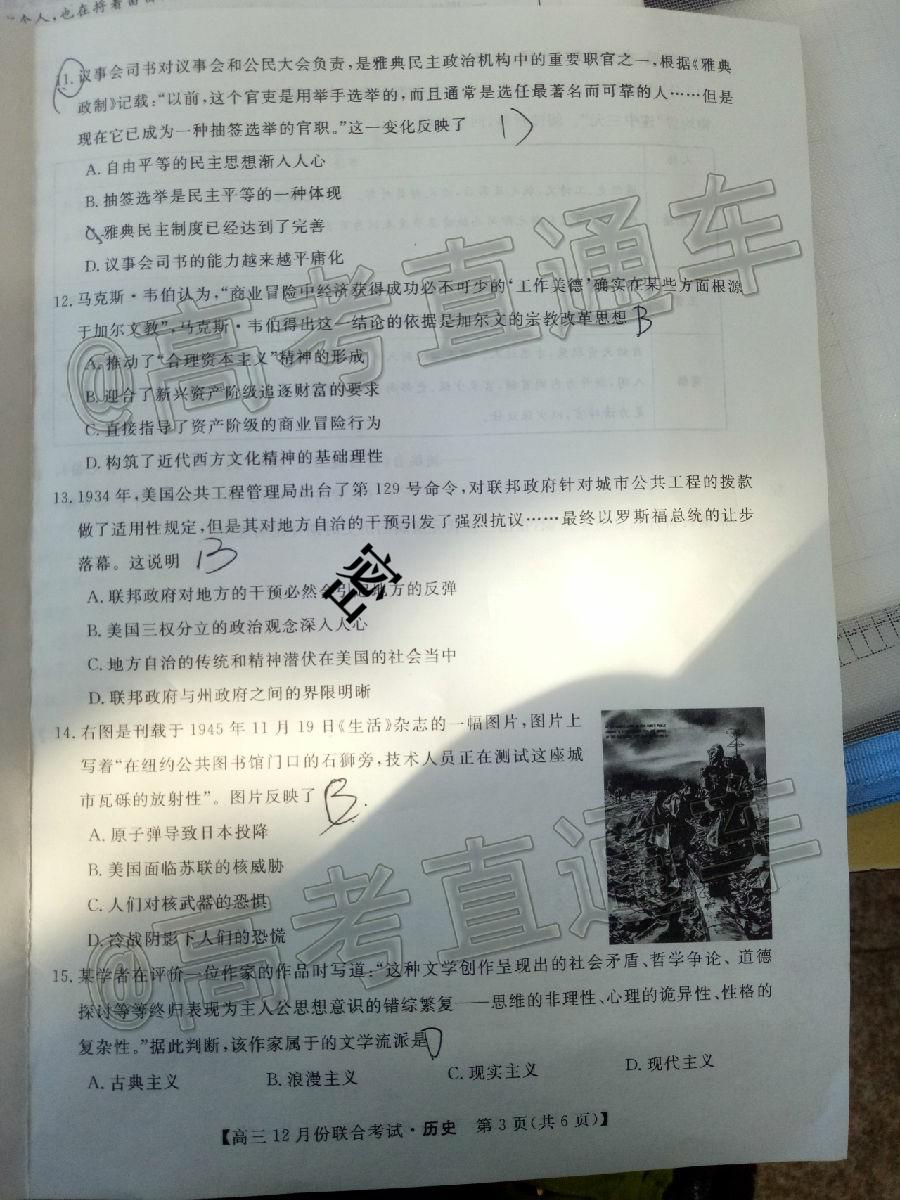 个人,也在捋着
11.议事会司书对议事会和公民大会负责,是雅典民主政治机构中的重要职官之一,根据《雅典
政制》记载:“以前,这个官吏是用举手选举的,而且通常是选任最著名而可靠的人……但是
现在它已成为一种抽签选举的官职。”这一变化反映了 D
A.自由平等的民主思想渐入人心
B.抽签选举是民主平等的一种体现
雅典民主制度已经达到了完善
D.议事会司书的能力越来越平庸化
12.马克斯·韦伯认为,“商业冒险中经济获得成功必不可少的‘工作美德’确实在某些方面根源
于加尔文教”,马克斯·韦伯得出这一结论的依据是加尔文的宗教改革思想 B
A.推动了“合理资本主义”精神的形成
B.迎合了新兴资产阶级追逐财富的要求
C.直接指导了资产阶级的商业冒险行为
D.构筑了近代西方文化精神的基础理性
13.1934年,美国公共工程管理局出台了第129号命令,对联邦政府针对城市公共工程的拨款
做了适用性规定,但是其对地方自治的干预引发了强烈抗议……最终以罗斯福总统的让步
落幕。这说明 B
A.联邦政府对地方的干预必然会引起地方的反弹
密
B.美国三权分立的政治观念深入人心
C.地方自治的传统和精神潜伏在美国的社会当中
D.联邦政府与州政府之间的界限明晰
14.右图是刊载于1945年11月19日《生活》杂志的一幅图片,图片上
写着“在纽约公共图书馆门口的石狮旁,技术人员正在测试这座城
市瓦砾的放射性”。图片反映了
A.原子弹导致日本投降
B.美国面临苏联的核威胁
C.人们对核武器的恐惧
D.冷战阴影下人们的恐慌
15.某学者在评价一位作家的作品时写道:“这种文学创作呈现出的社会矛盾、哲学争论、道德
探讨等等终归表现为主人公思想意识的错综繁复——思维的非理性、心理的诡异性、性格的
复杂性。”据此判断,该作家属于的文学流派是 D
A.古典主义 B.浪漫主义 C.现实主义 D.现代主义
【高三12月份联合考试·历史 第3页(共6页)】
@高考直通车
@高考直通车